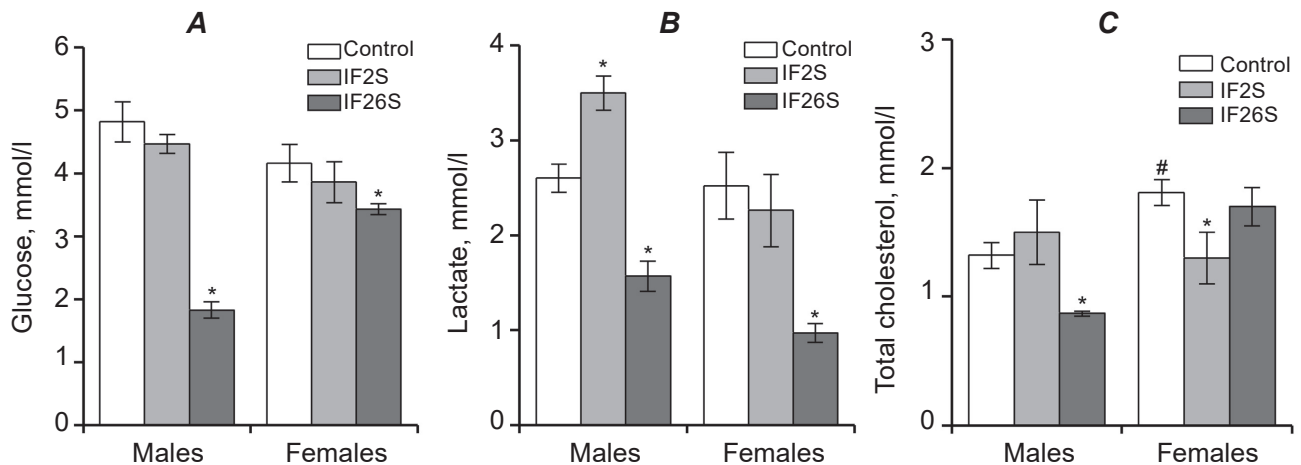 A
Glucose, mmol/l
6
5
4
3
2
1
0
Control
IF2S
IF26S
*
*
Males
Females
B
Lactate, mmol/l
4
3
2
1
0
Control
IF2S
IF26S
*
*
*
Males
Females
C
Total cholesterol, mmol/l
3
2
1
0
Control
IF2S
IF26S
*
#
*
Males
Females